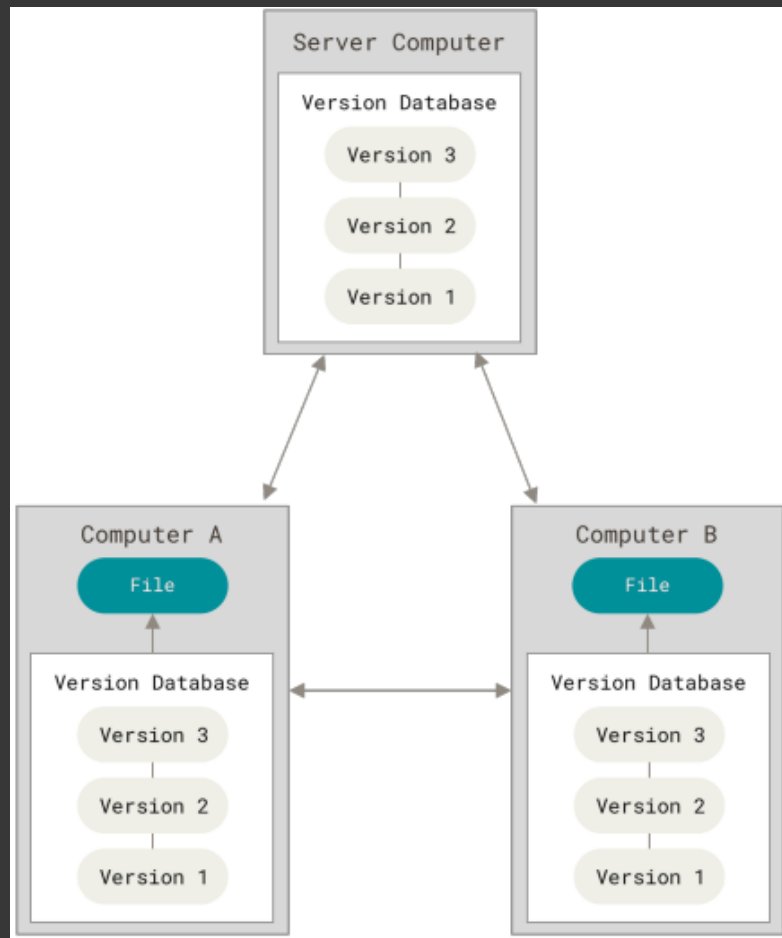 Server Computer
Version Database
Version 3
Version 2
Version 1
Computer A
File
Version Database
Version 3
Version 2
Version 1
Computer B
File
Version Database
Version 3
Version 2
Version 1